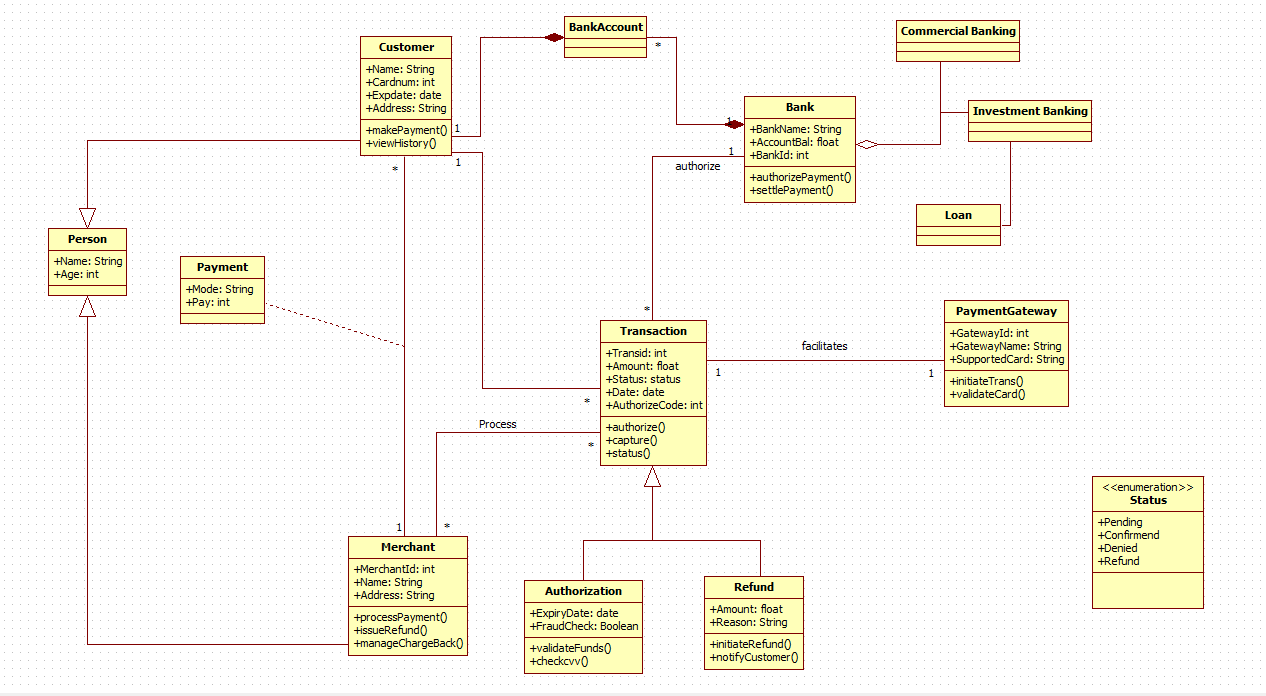 BankAccount
*
Commercial Banking
Customer
+Name: String
+Cardnum: int
+Expdate: date
+Address: String
+makePayment()
+viewHistory()
1
1
*
Bank
+BankName: String
+AccountBal: float
+BankId: int
+authorizePayment()
+settlePayment()
1
1
authorize
Investment Banking
Loan
Person
+Name: String
+Age: int
Payment
+Mode: String
+Pay: int
*
Transaction
+Transid: int
+Amount: float
+Status: status
+Date: date
+AuthorizeCode: int
+authorize()
+capture()
+status()
facilitates
1
1
PaymentGateway
+GatewayId: int
+GatewayName: String
+SupportedCard: String
+initiateTrans()
+validateCard()
*
Process
*
1
*
Merchant
+MerchantId: int
+Name: String
+Address: String
+processPayment()
+issueRefund()
+manageChargeBack()
Authorization
+ExpiryDate: date
+FraudCheck: Boolean
+validateFunds()
+checkcvv()
Refund
+Amount: float
+Reason: String
+initiateRefund()
+notifyCustomer()
<<enumeration>>
Status
+Pending
+Confirmend
+Denied
+Refund